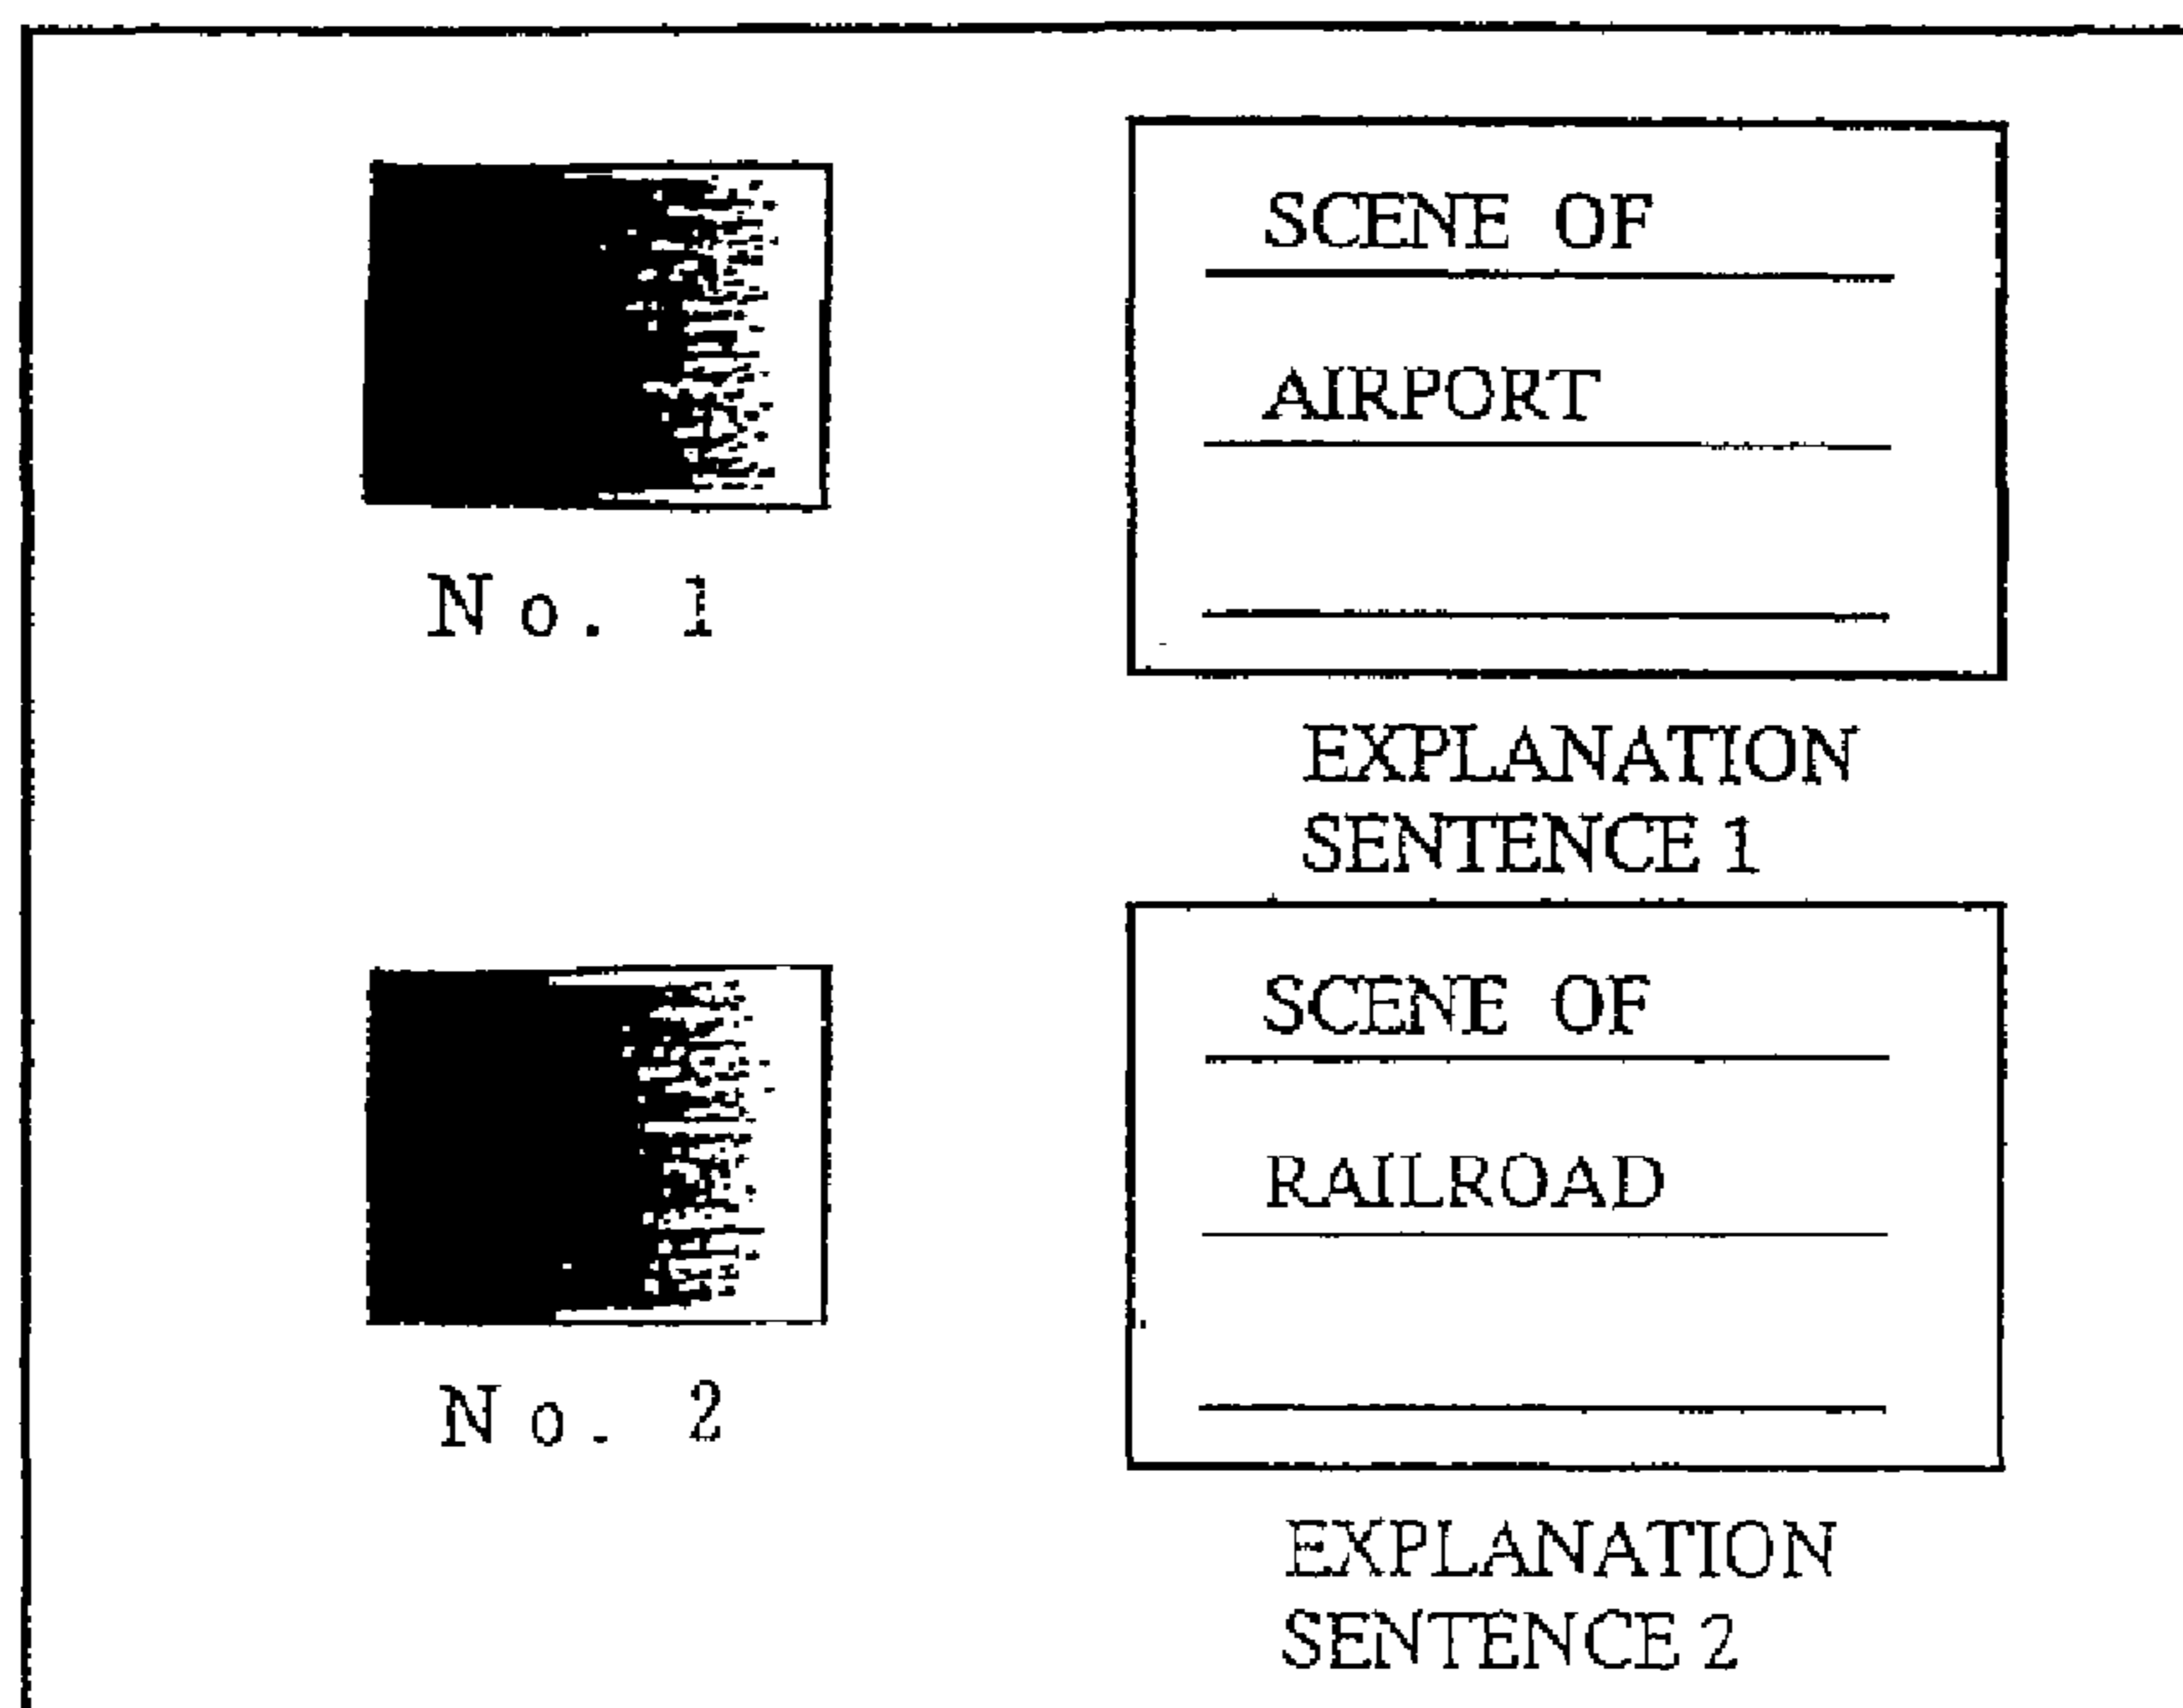 SCENE OF
AIRPORT
No. 1
EXPLANATION
SENTENCE 1
SCENE OF
RAILROAD
No. 2
EXPLANATION
SENTENCE 2